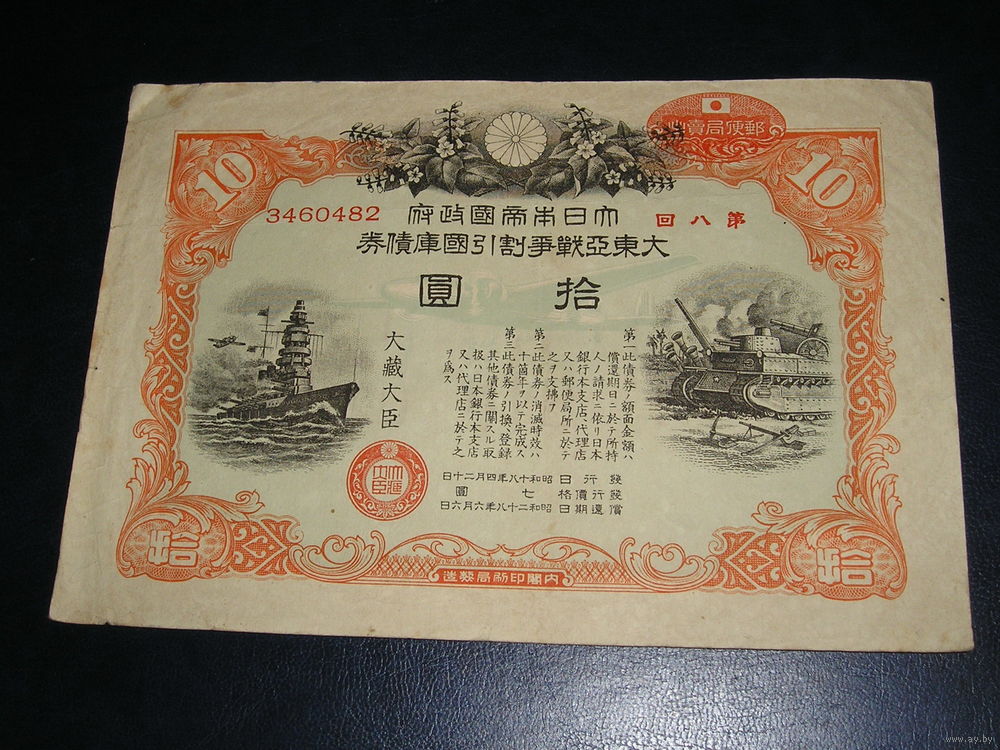 郵便局賣出
10
10
第八回
3460482
大日本帝國政府
大東亞戰爭割引國庫債券
拾圓
第一 此債券ノ額面金額ハ
償還期日ニ於テ所持
人ノ請求ニ依リ日本
銀行本支店、代理店
又ハ郵便局所ニ於テ
之ヲ支拂フ
第二 此債券ノ消滅時效ハ
十箇年ヲ以テ完成ス
第三 此債券ノ引換、登錄
其他債券ニ關スル取
扱ハ日本銀行本支店
又ハ代理店ニ於テ之
ヲ爲ス
發行日 昭和十八年四月二十日
發行價格 七圓
償還期日 昭和二十八年六月六日
大藏大臣
大藏大臣
拾
拾
內閣印刷局製造
www.ay.by